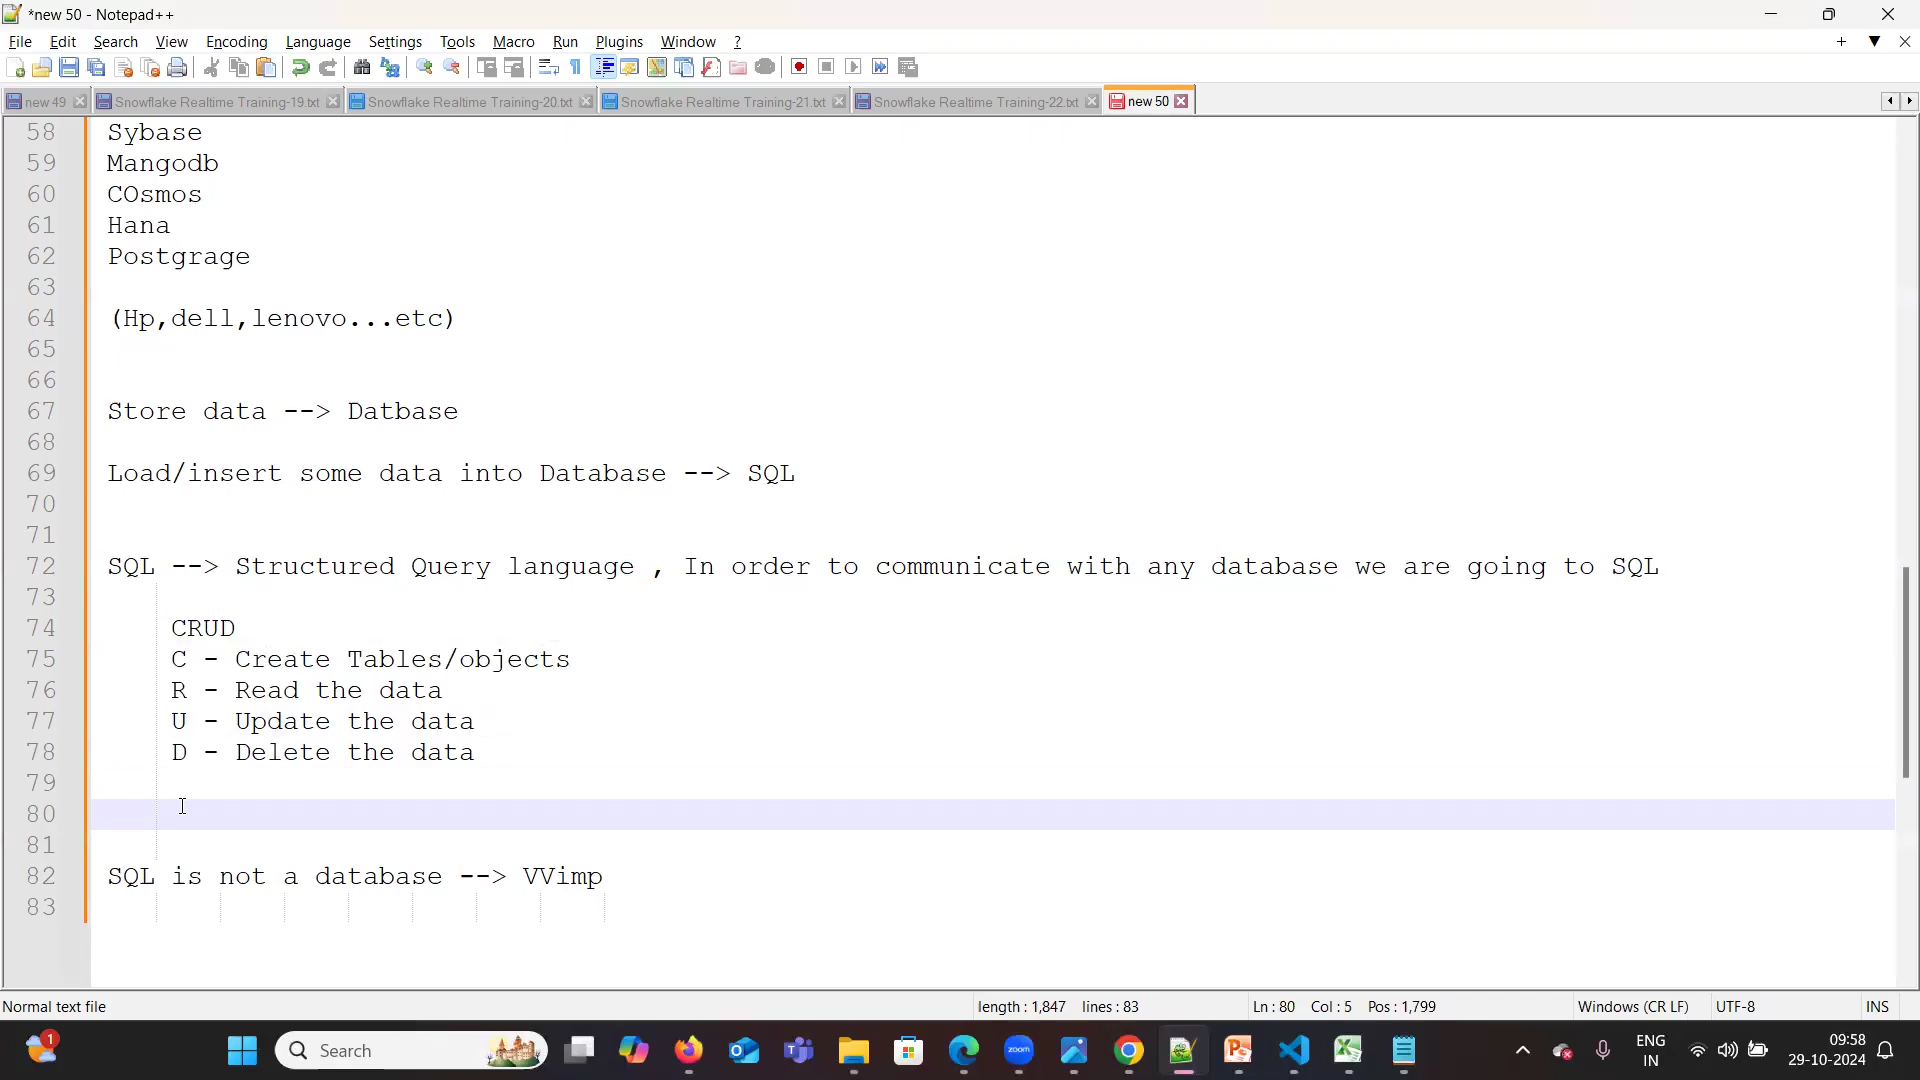 *new 50 - Notepad++
File Edit Search View Encoding Language Settings Tools Macro Run Plugins Window ?
new 49 Snowflake Realtime Training-19.txt Snowflake Realtime Training-20.txt Snowflake Realtime Training-21.txt Snowflake Realtime Training-22.txt new 50
58 Sybase
59 Mangodb
60 COsmos
61 Hana
62 Postgrage
63
64 (Hp,dell,lenovo...etc)
65
66
67 Store data --> Datbase
68
69 Load/insert some data into Database --> SQL
70
71
72 SQL --> Structured Query language , In order to communicate with any database we are going to SQL
73
74 CRUD
75 C - Create Tables/objects
76 R - Read the data
77 U - Update the data
78 D - Delete the data
79
80
81
82 SQL is not a database --> VVimp
83
Normal text file length : 1,847 lines : 83 Ln : 80 Col : 5 Pos : 1,799 Windows (CR LF) UTF-8 INS
1 Search zoom ENG 09:58
IN 29-10-2024